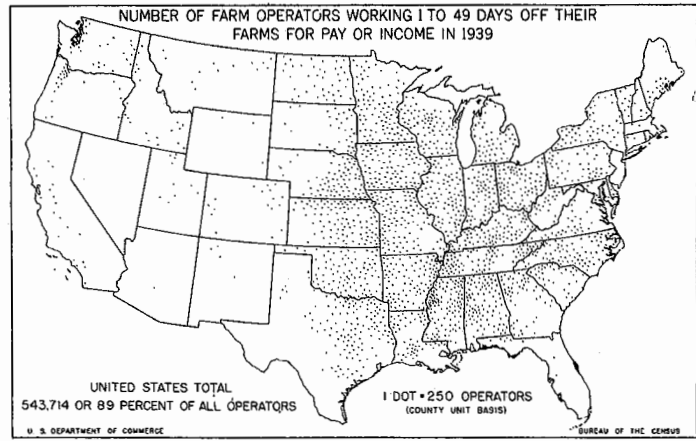 NUMBER OF FARM OPERATORS WORKING 1 TO 49 DAYS OFF THEIR
FARMS FOR PAY OR INCOME IN 1939
UNITED STATES TOTAL
543,714 OR 89 PERCENT OF ALL OPERATORS
1 DOT = 250 OPERATORS
(COUNTY UNIT BASIS)
U. S. DEPARTMENT OF COMMERCE
BUREAU OF THE CENSUS